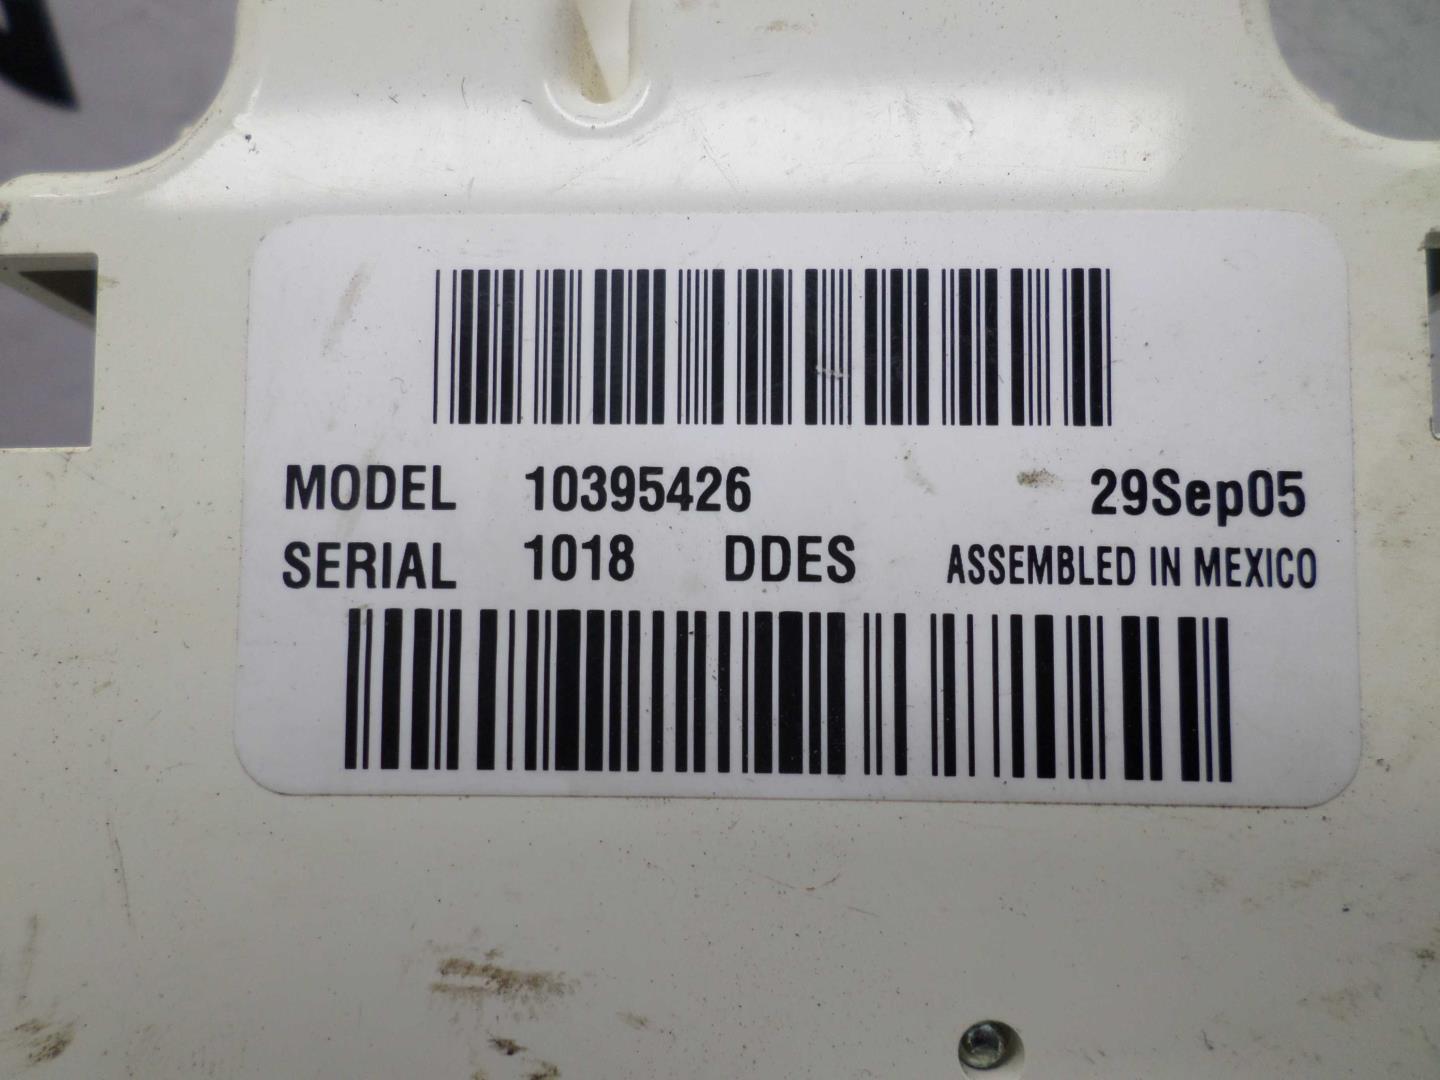 MODEL 10395426 29Sep05
SERIAL 1018 DDES ASSEMBLED IN MEXICO